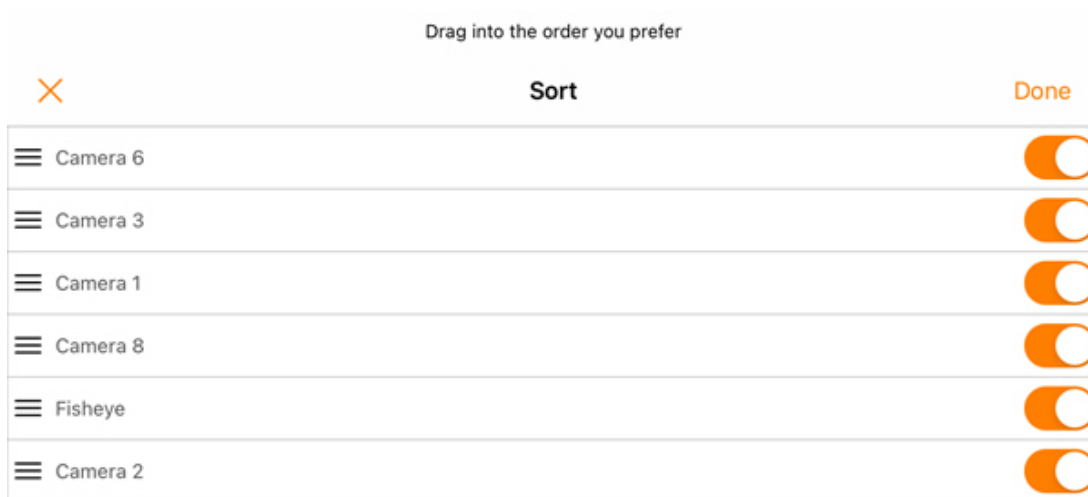 Drag into the order you prefer
Sort Done
Camera 6
Camera 3
Camera 1
Camera 8
Fisheye
Camera 2